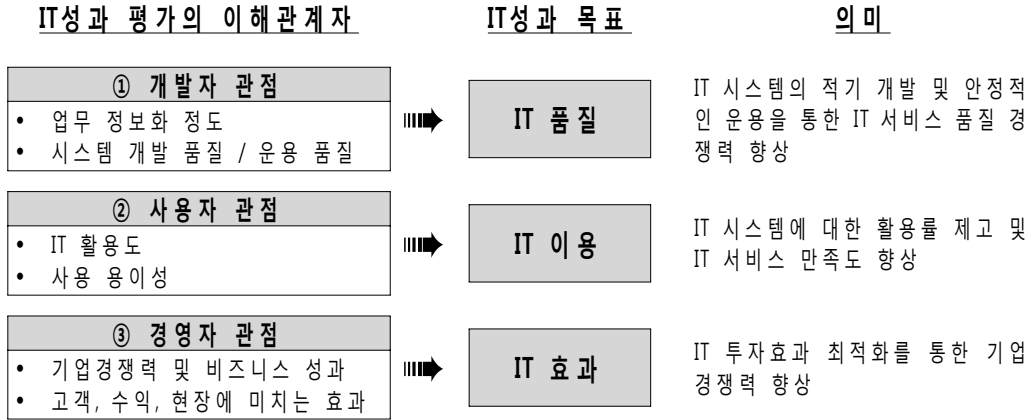 IT성과 평가의 이해관계자
IT성과 목표
의미
① 개발자 관점
• 업무 정보화 정도
• 시스템 개발 품질 / 운용 품질
IT 품질
IT 시스템의 적기 개발 및 안정적
인 운용을 통한 IT 서비스 품질 경
쟁력 향상
② 사용자 관점
• IT 활용도
• 사용 용이성
IT 이용
IT 시스템에 대한 활용률 제고 및
IT 서비스 만족도 향상
③ 경영자 관점
• 기업경쟁력 및 비즈니스 성과
• 고객, 수익, 현장에 미치는 효과
IT 효과
IT 투자효과 최적화를 통한 기업
경쟁력 향상